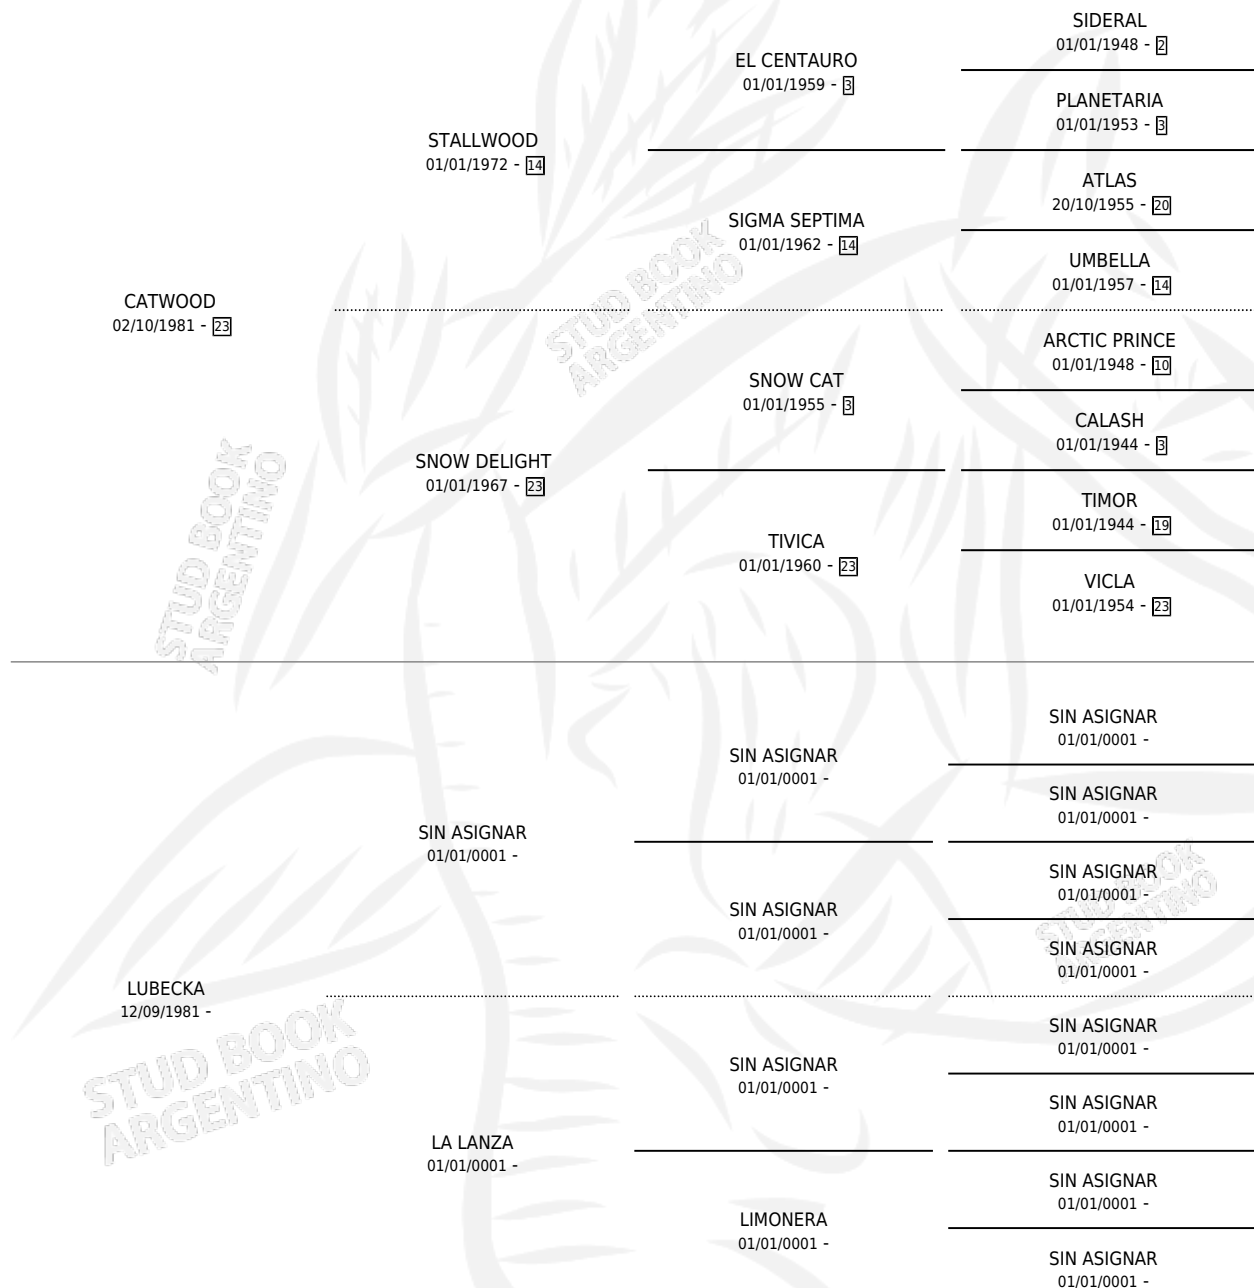 SIDERAL
01/01/1948 - 2
EL CENTAURO
01/01/1959 - 3
PLANETARIA
01/01/1953 - 3
STALLWOOD
01/01/1972 - 14
ATLAS
20/10/1955 - 20
SIGMA SEPTIMA
01/01/1962 - 14
UMBELLA
01/01/1957 - 14
CATWOOD
02/10/1981 - 23
ARCTIC PRINCE
01/01/1948 - 10
SNOW CAT
01/01/1955 - 3
CALASH
01/01/1944 - 3
SNOW DELIGHT
01/01/1967 - 23
TIMOR
01/01/1944 - 19
TIVICA
01/01/1960 - 23
VICLA
01/01/1954 - 23
STUD BOOK
ARGENTINO
STUD BOOK
ARGENTINO
SIN ASIGNAR
01/01/0001 -
SIN ASIGNAR
01/01/0001 -
SIN ASIGNAR
01/01/0001 -
SIN ASIGNAR
01/01/0001 -
SIN ASIGNAR
01/01/0001 -
SIN ASIGNAR
01/01/0001 -
SIN ASIGNAR
01/01/0001 -
LUBECKA
12/09/1981 -
SIN ASIGNAR
01/01/0001 -
SIN ASIGNAR
01/01/0001 -
SIN ASIGNAR
01/01/0001 -
LA LANZA
01/01/0001 -
SIN ASIGNAR
01/01/0001 -
LIMONERA
01/01/0001 -
SIN ASIGNAR
01/01/0001 -
STUD BOOK
ARGENTINO
STUD BOOK
ARGENTINO